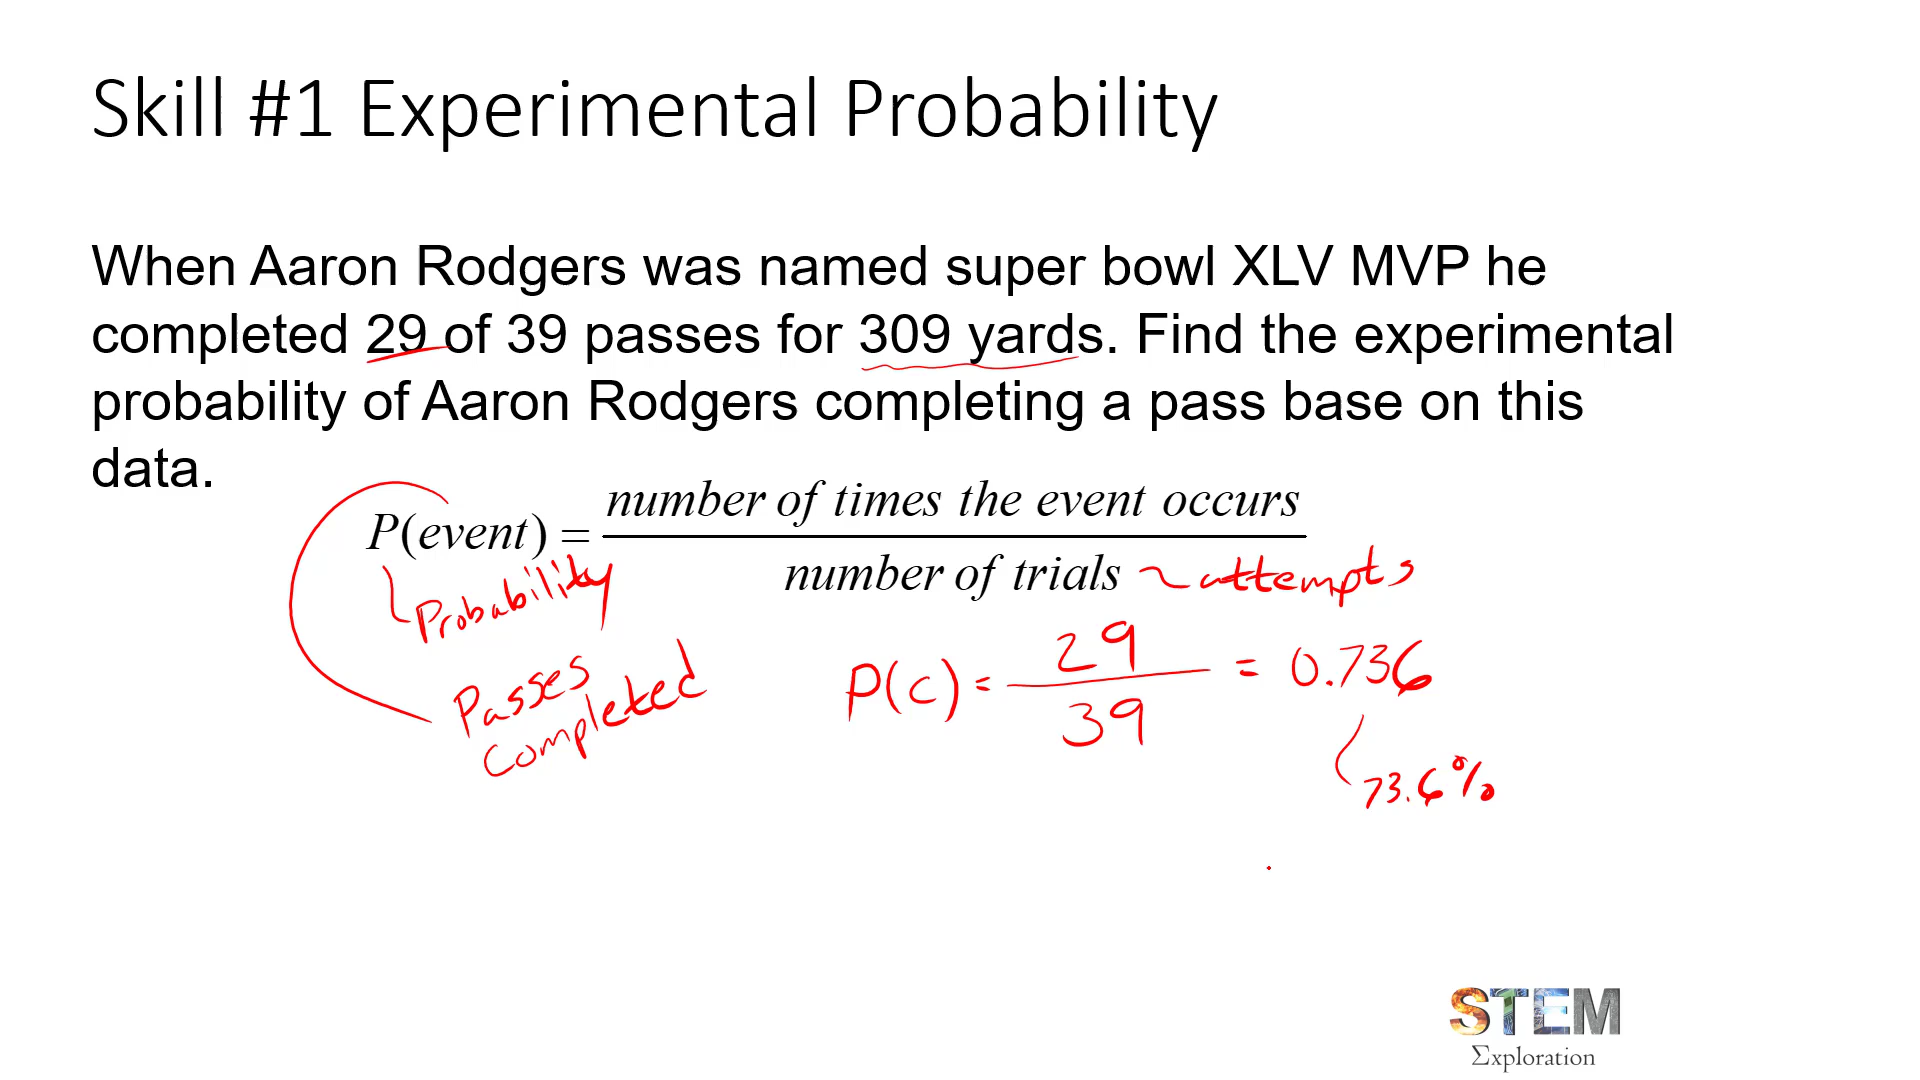 Skill #1 Experimental Probability
When Aaron Rodgers was named super bowl XLV MVP he
completed 29 of 39 passes for 309 yards. Find the experimental
probability of Aaron Rodgers completing a pass base on this
data.
P(event) = number of times the event occurs
number of trials ~ attempts
Probability
Passes
Completed
P(c) = 29 = 0.736
39
73.6%
STEM
Σxploration